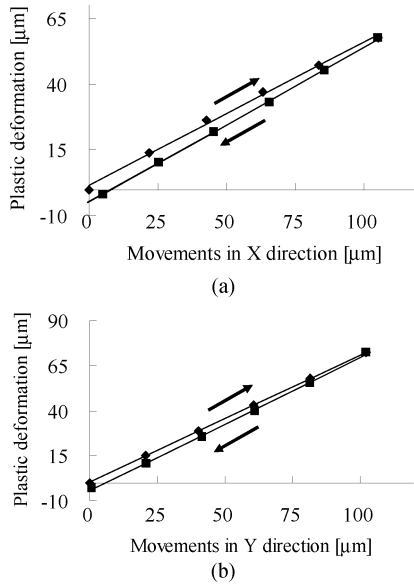 Plastic deformation [μm]
65
40
15
-10
0 25 50 75 100
Movements in X direction [μm]
(a)
Plastic deformation [μm]
90
65
40
15
-10
0 25 50 75 100
Movements in Y direction [μm]
(b)